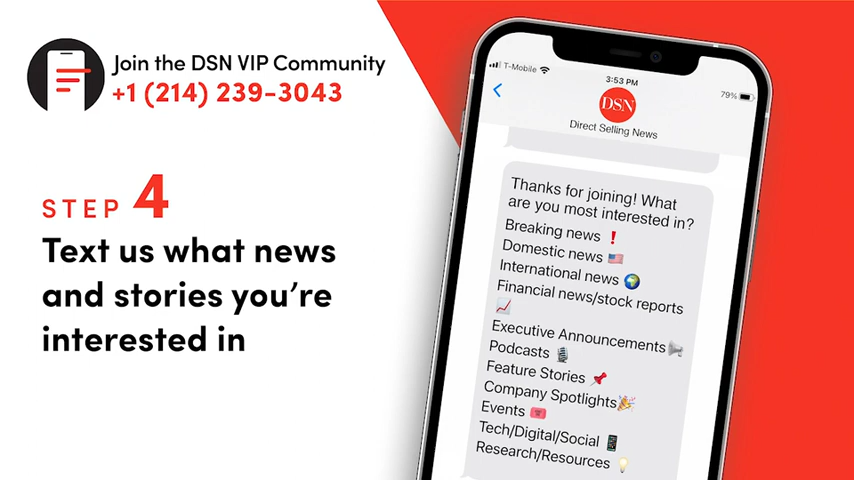 Join the DSN VIP Community
+1 (214) 239-3043
STEP 4
Text us what news
and stories you're
interested in
T-Mobile
3:53 PM
79%
DSN
Direct Selling News
Thanks for joining! What
are you most interested in?
Breaking news ❗
Domestic news 🇺🇸
International news 🌍
Financial news/stock reports
📈
Executive Announcements📢
Podcasts 🎙️
Feature Stories 📌
Company Spotlights🎉
Events 🎟️
Tech/Digital/Social 📱
Research/Resources 💡